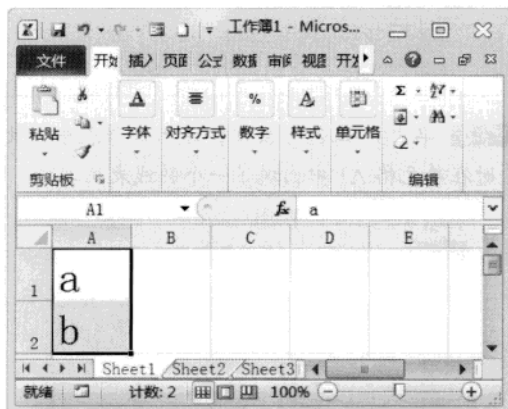 工作簿1 - Micros...
文件 开始 插入 页面 公式 数据 审阅 视图 开发
粘贴 字体 对齐方式 数字 样式 单元格
剪贴板 编辑
A1 fx a
A B C D E
1 a
2 b
Sheet1 Sheet2 Sheet3
就绪 计数: 2 100%